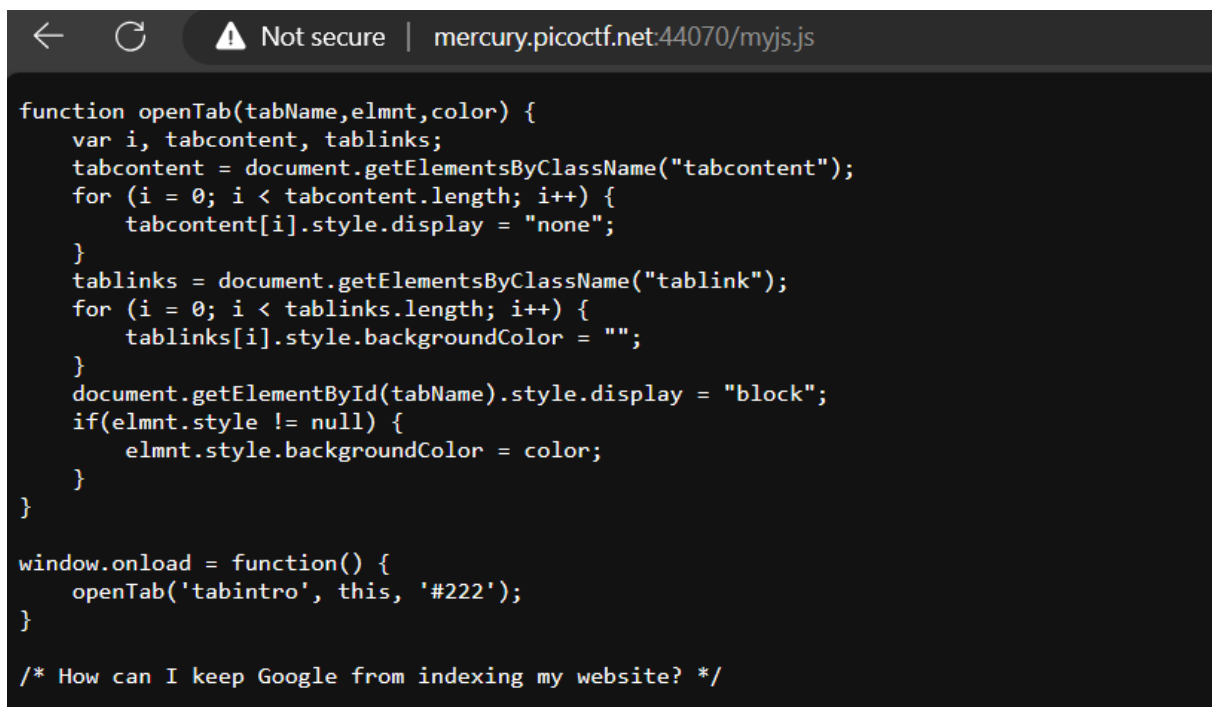 Not secure | mercury.picoctf.net:44070/myjs.js
function openTab(tabName,elmnt,color) {
    var i, tabcontent, tablinks;
    tabcontent = document.getElementsByClassName("tabcontent");
    for (i = 0; i < tabcontent.length; i++) {
        tabcontent[i].style.display = "none";
    }
    tablinks = document.getElementsByClassName("tablink");
    for (i = 0; i < tablinks.length; i++) {
        tablinks[i].style.backgroundColor = "";
    }
    document.getElementById(tabName).style.display = "block";
    if(elmnt.style != null) {
        elmnt.style.backgroundColor = color;
    }
}
window.onload = function() {
    openTab('tabintro', this, '#222');
}
/* How can I keep Google from indexing my website? */